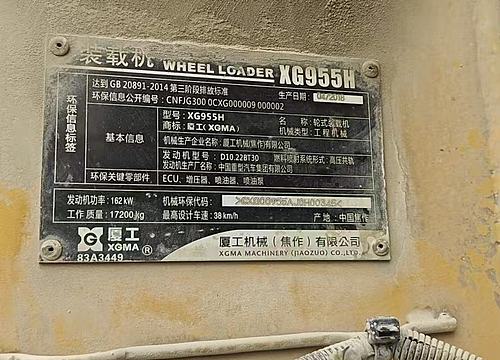 装载机 WHEEL LOADER XG955H
达到 GB 20891-2014 第三阶段排放标准 生产日期: 04/2018
环保信息公开编号: CNFJG300 0CXG000009 000002
环保信息标签
基本信息
型号: XG955H 名称: 轮式装载机
商标: 厦工 (XGMA) 机械类型: 工程机械
机械生产企业名称: 厦工机械(焦作)有限公司
发动机型号: D10.22BT30 燃料喷射系统形式: 高压共轨
发动机生产厂名称: 中国重型汽车集团有限公司
环保关键零部件 ECU、增压器、喷油器、喷油泵
发动机功率: 162 kW 机械环保代码:
工作质量: 17200 kg 最高设计车速: 38 km/h 产地: 中国焦作
厦工
XGMA
83A3449
厦工机械(焦作)有限公司
XGMA MACHINERY (JIAOZUO) CO.,LTD.